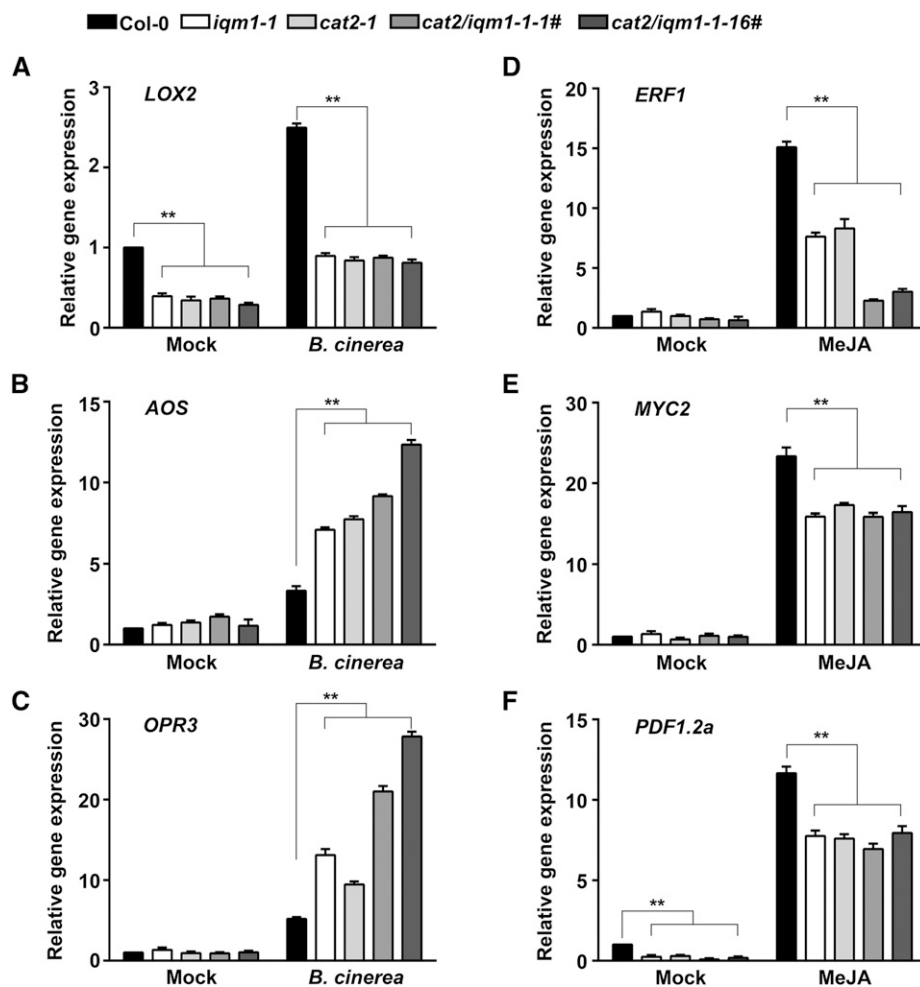 Col-0 iqm1-1 cat2-1 cat2/iqm1-1-1# cat2/iqm1-1-16#
A
LOX2
Relative gene expression
3
2
1
0
**
**
Mock
B. cinerea
B
AOS
Relative gene expression
15
10
5
0
**
Mock
B. cinerea
C
OPR3
Relative gene expression
30
20
10
0
**
Mock
B. cinerea
D
ERF1
Relative gene expression
20
15
10
5
0
**
Mock
MeJA
E
MYC2
Relative gene expression
30
20
10
0
**
Mock
MeJA
F
PDF1.2a
Relative gene expression
15
10
5
0
**
**
Mock
MeJA